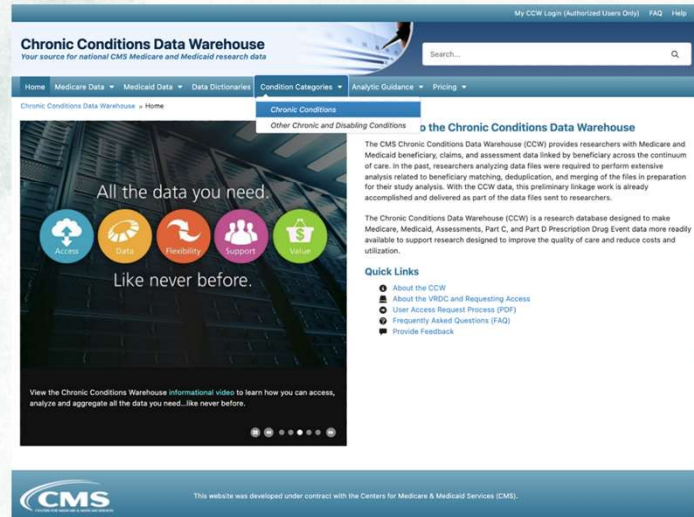 My CCW Login (Authorized Users Only) FAQ Help
Chronic Conditions Data Warehouse
Your source for national CMS Medicare and Medicaid research data
Search...
Home Medicare Data Medicaid Data Data Dictionaries Condition Categories Analytic Guidance Pricing
Chronic Conditions Data Warehouse » Home
Chronic Conditions
Other Chronic and Disabling Conditions
o the Chronic Conditions Data Warehouse
The CMS Chronic Conditions Data Warehouse (CCW) provides researchers with Medicare and
Medicaid beneficiary, claims, and assessment data linked by beneficiary across the continuum
of care. In the past, researchers analyzing data files were required to perform extensive
analysis related to beneficiary matching, deduplication, and merging of the files in preparation
for their study analysis. With the CCW data, this preliminary linkage work is already
accomplished and delivered as part of the data files sent to researchers.
The Chronic Conditions Data Warehouse (CCW) is a research database designed to make
Medicare, Medicaid, Assessments, Part C, and Part D Prescription Drug Event data more readily
available to support research designed to improve the quality of care and reduce costs and
utilization.
Quick Links
About the CCW
About the VRDC and Requesting Access
User Access Request Process (PDF)
Frequently Asked Questions (FAQ)
Provide Feedback
All the data you need.
Access Data Flexibility Support Value
Like never before.
View the Chronic Conditions Warehouse informational video to learn how you can access,
analyze and aggregate all the data you need...like never before.
CMS
This website was developed under contract with the Centers for Medicare & Medicaid Services (CMS).